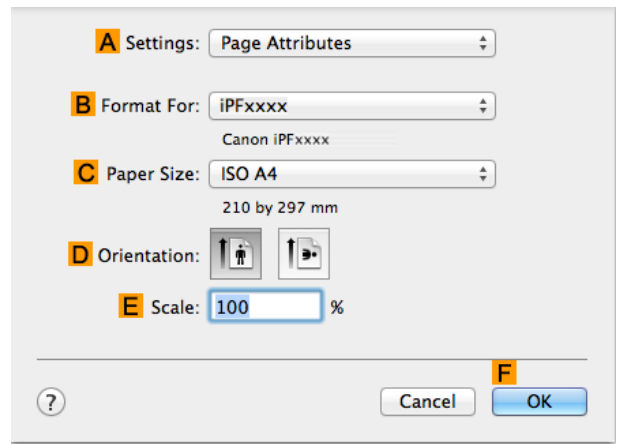 A Settings: Page Attributes
B Format For: iPFxxxx
Canon iPFxxxx
C Paper Size: ISO A4
210 by 297 mm
D Orientation:
E Scale: 100 %
F
? Cancel OK